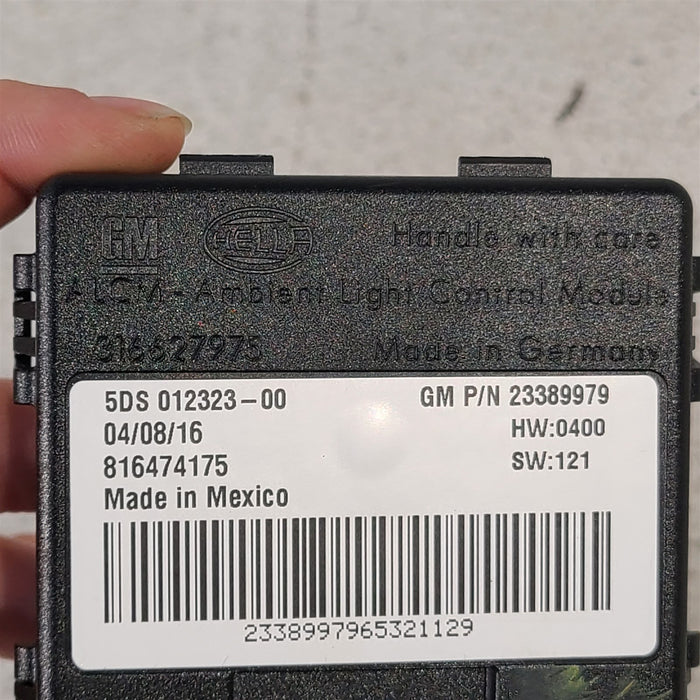 GM HELLA Handle with care
ALCM - Ambient Light Control Module
316627975 Made in Germany
5DS 012323-00 GM P/N 23389979
04/08/16 HW:0400
816474175 SW:121
Made in Mexico
2338997965321129